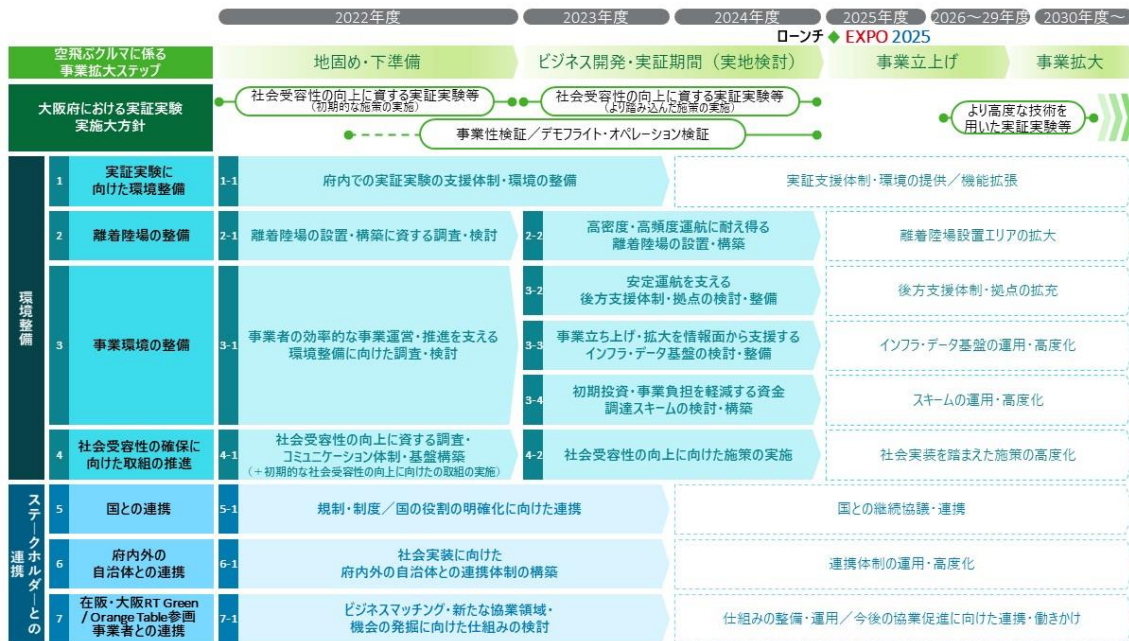 2022年度
2023年度
2024年度
2025年度
2026~29年度
2030年度~
ローンチ◆EXPO 2025
空飛ぶクルマに係る
事業拡大ステップ
地固め・下準備
ビジネス開発・実証期間（実地検討）
事業立上げ
事業拡大
大阪府における実証実験
実施大方針
社会受容性の向上に資する実証実験等
（初期的な施策の実施）
社会受容性の向上に資する実証実験等
（より踏み込んだ施策の実施）
事業性検証／デモフライト・オペレーション検証
より高度な技術を
用いた実証実験等
環境整備
1
実証実験に
向けた環境整備
1-1
府内での実証実験の支援体制・環境の整備
実証支援体制・環境の提供／機能拡張
2
離着陸場の整備
2-1
離着陸場の設置・構築に資する調査・検討
2-2
高密度・高頻度運航に耐え得る
離着陸場の設置・構築
離着陸場設置エリアの拡大
3
事業環境の整備
3-1
事業者の効率的な事業運営・推進を支える
環境整備に向けた調査・検討
3-2
安定運航を支える
後方支援体制・拠点の検討・整備
後方支援体制・拠点の拡充
3-3
事業立ち上げ・拡大を情報面から支援する
インフラ・データ基盤の検討・整備
インフラ・データ基盤の運用・高度化
3-4
初期投資・事業負担を軽減する資金
調達スキームの検討・構築
スキームの運用・高度化
4
社会受容性の確保に
向けた取組の推進
4-1
社会受容性の向上に資する調査・
コミュニケーション体制・基盤構築
（＋初期的な社会受容性の向上に向けたの取組の実施）
4-2
社会受容性の向上に向けた施策の実施
社会実装を踏まえた施策の高度化
ステークホルダーとの
連携
5
国との連携
5-1
規制・制度／国の役割の明確化に向けた連携
国との継続協議・連携
6
府内外の
自治体との連携
6-1
社会実装に向けた
府内外の自治体との連携体制の構築
連携体制の運用・高度化
7
在阪・大阪RT Green
/ Orange Table参画
事業者との連携
7-1
ビジネスマッチング・新たな協業領域・
機会の発掘に向けた仕組みの検討
仕組みの整備・運用／今後の協業促進に向けた連携・働きかけ